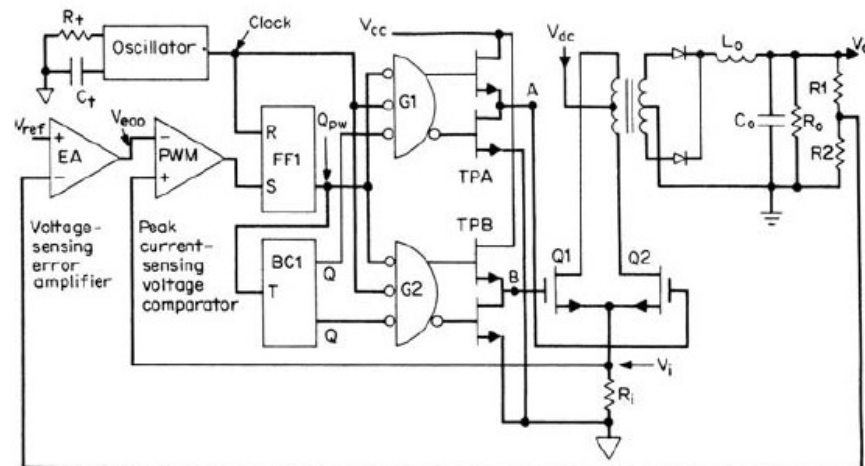 Rt
Oscillator
Clock
Ct
Vcc
Vdc
Lo
A
R1
Co
Ro
R2
G1
TPA
Vref
+
EA
−
Veao
−
PWM
+
R
FF1
S
Qpw
Voltage-
sensing
error
amplifier
Peak
current-
sensing
voltage
comparator
BC1
T
Q
Q
G2
TPB
B
Q1
Q2
Vi
Ri